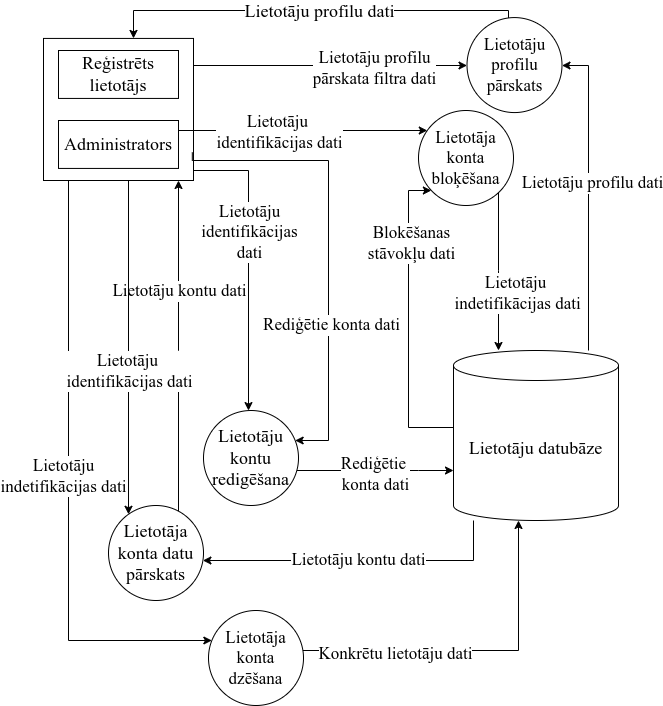 Lietotāju profilu dati
Reģistrēts
lietotājs
Lietotāju profilu
pārskata filtra dati
Lietotāju
profilu
pārskats
Administrators
Lietotāju
identifikācijas dati
Lietotāja
konta
bloķēšana
Lietotāju profilu dati
Lietotāju
identifikācijas
dati
Blokēšanas
stāvokļu dati
Lietotāju kontu dati
Lietotāju
indetifikācijas dati
Rediģētie konta dati
Lietotāju
identifikācijas dati
Lietotāju
kontu
redigēšana
Lietotāju datubāze
Lietotāju
indetifikācijas dati
Rediģētie
konta dati
Lietotāja
konta datu
pārskats
Lietotāju kontu dati
Lietotāja
konta
dzēšana
Konkrētu lietotāju dati